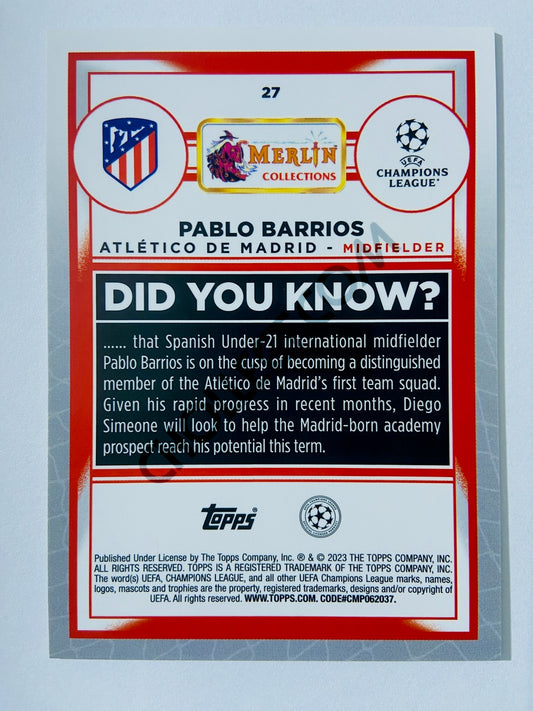 27
MERLIN
COLLECTIONS
UEFA
CHAMPIONS
LEAGUE®
PABLO BARRIOS
ATLÉTICO DE MADRID - MIDFIELDER
DID YOU KNOW?
...... that Spanish Under-21 international midfielder
Pablo Barrios is on the cusp of becoming a distinguished
member of the Atlético de Madrid's first team squad.
Given his rapid progress in recent months, Diego
Simeone will look to help the Madrid-born academy
prospect reach his potential this term.
Topps®
Published Under License by The Topps Company, Inc. ® & © 2023 THE TOPPS COMPANY, INC.
ALL RIGHTS RESERVED. TOPPS IS A REGISTERED TRADEMARK OF THE TOPPS COMPANY, INC.
The word(s) UEFA, CHAMPIONS LEAGUE, and all other UEFA Champions League marks, names,
logos, mascots and trophies are the property, registered trademarks, designs and/or copyright of
UEFA. All rights reserved. WWW.TOPPS.COM. CODE#CMP062037.